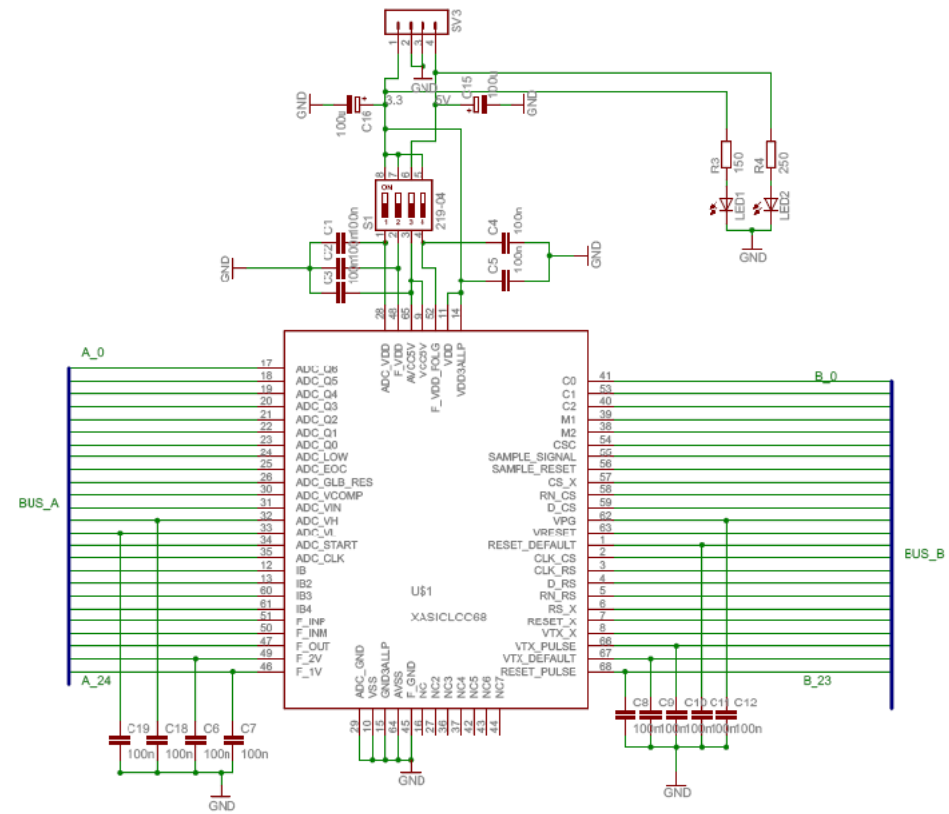 SV3
1 2 3 4
GND
GND
100u
C16
3.3
5V
C15
100u
GND
8 7 6 5
ON
1 2 3 4
S1
219-04
1 2 3 4
R3
150
R4
250
LED1
LED2
GND
C1
100n
C2
100n
C3
100n
GND
C4
100n
C5
100n
GND
28 48 65 9 52 11 14
ADC_VDD
F_VDD
AVCC5V
VCC5V
F_VDD_FOLG
VDD
VDD3ALLP
A_0
BUS_A
A_24
17 ADC_Q6
18 ADC_Q5
19 ADC_Q4
20 ADC_Q3
21 ADC_Q2
22 ADC_Q1
23 ADC_Q0
24 ADC_LOW
25 ADC_EOC
26 ADC_GLB_RES
30 ADC_VCOMP
31 ADC_VIN
32 ADC_VH
33 ADC_VL
34 ADC_START
35 ADC_CLK
12 IB
13 IB2
60 IB3
61 IB4
51 F_INP
50 F_INM
47 F_OUT
49 F_2V
46 F_1V
U$1
XASICLCC68
C0 41
C1 53
C2 40
M1 39
M2 38
CSC 54
SAMPLE_SIGNAL 55
SAMPLE_RESET 56
CS_X 57
RN_CS 58
D_CS 59
VPG 62
VRESET 63
RESET_DEFAULT 1
CLK_CS 2
CLK_RS 3
D_RS 4
RN_RS 5
RS_X 6
RESET_X 7
VTX_X 8
VTX_PULSE 66
VTX_DEFAULT 67
RESET_PULSE 68
B_0
BUS_B
B_23
ADC_GND
VSS
GND3ALLP
AVSS
F_GND
NC
NC2
NC3
NC4
NC5
NC6
NC7
29 10 15 64 45 16 27 36 37 42 43 44
GND
C19 C18 C6 C7
100n 100n 100n 100n
GND
C8 C9 C10 C11 C12
100n 100n 100n 100n 100n
GND